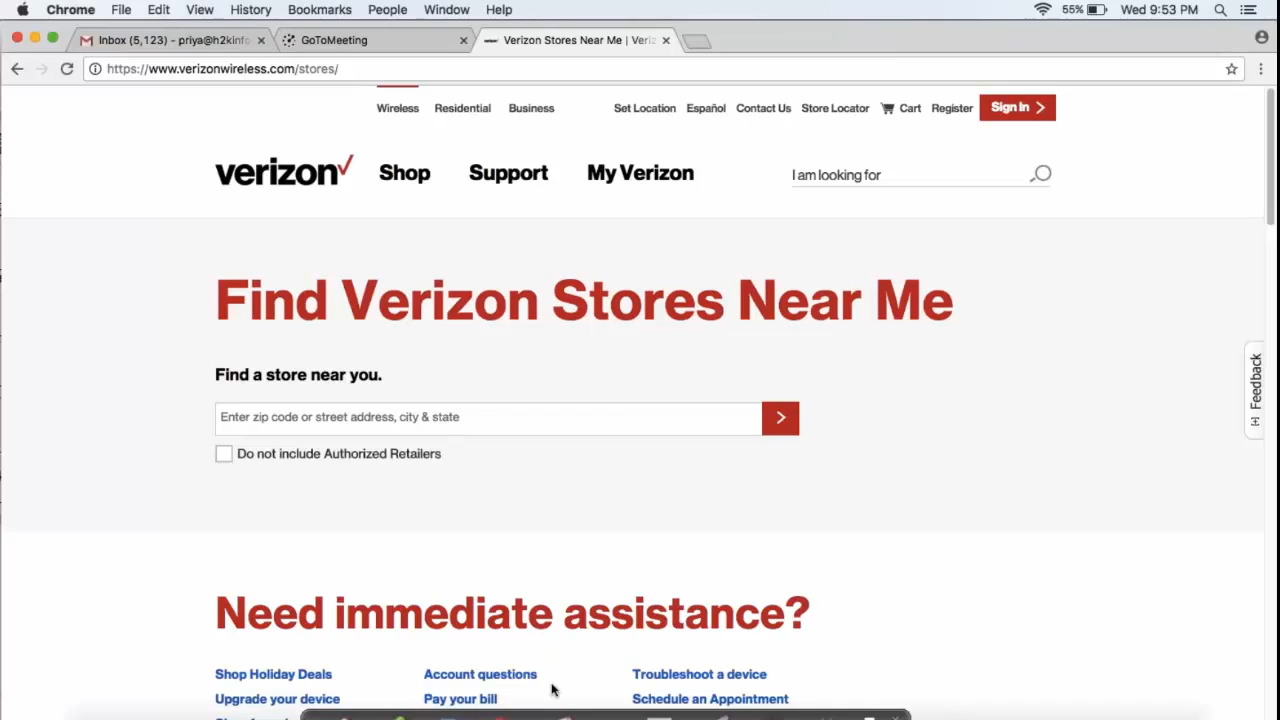 Chrome File Edit View History Bookmarks People Window Help 55% Wed 9:53 PM
Inbox (5,123) - priya@h2kinfo GoToMeeting Verizon Stores Near Me | Veriz
https://www.verizonwireless.com/stores/
Wireless Residential Business Set Location Español Contact Us Store Locator Cart Register Sign In
verizon Shop Support My Verizon I am looking for
Find Verizon Stores Near Me
Find a store near you.
Enter zip code or street address, city & state
Do not include Authorized Retailers
[+] Feedback
Need immediate assistance?
Shop Holiday Deals Account questions Troubleshoot a device
Upgrade your device Pay your bill Schedule an Appointment